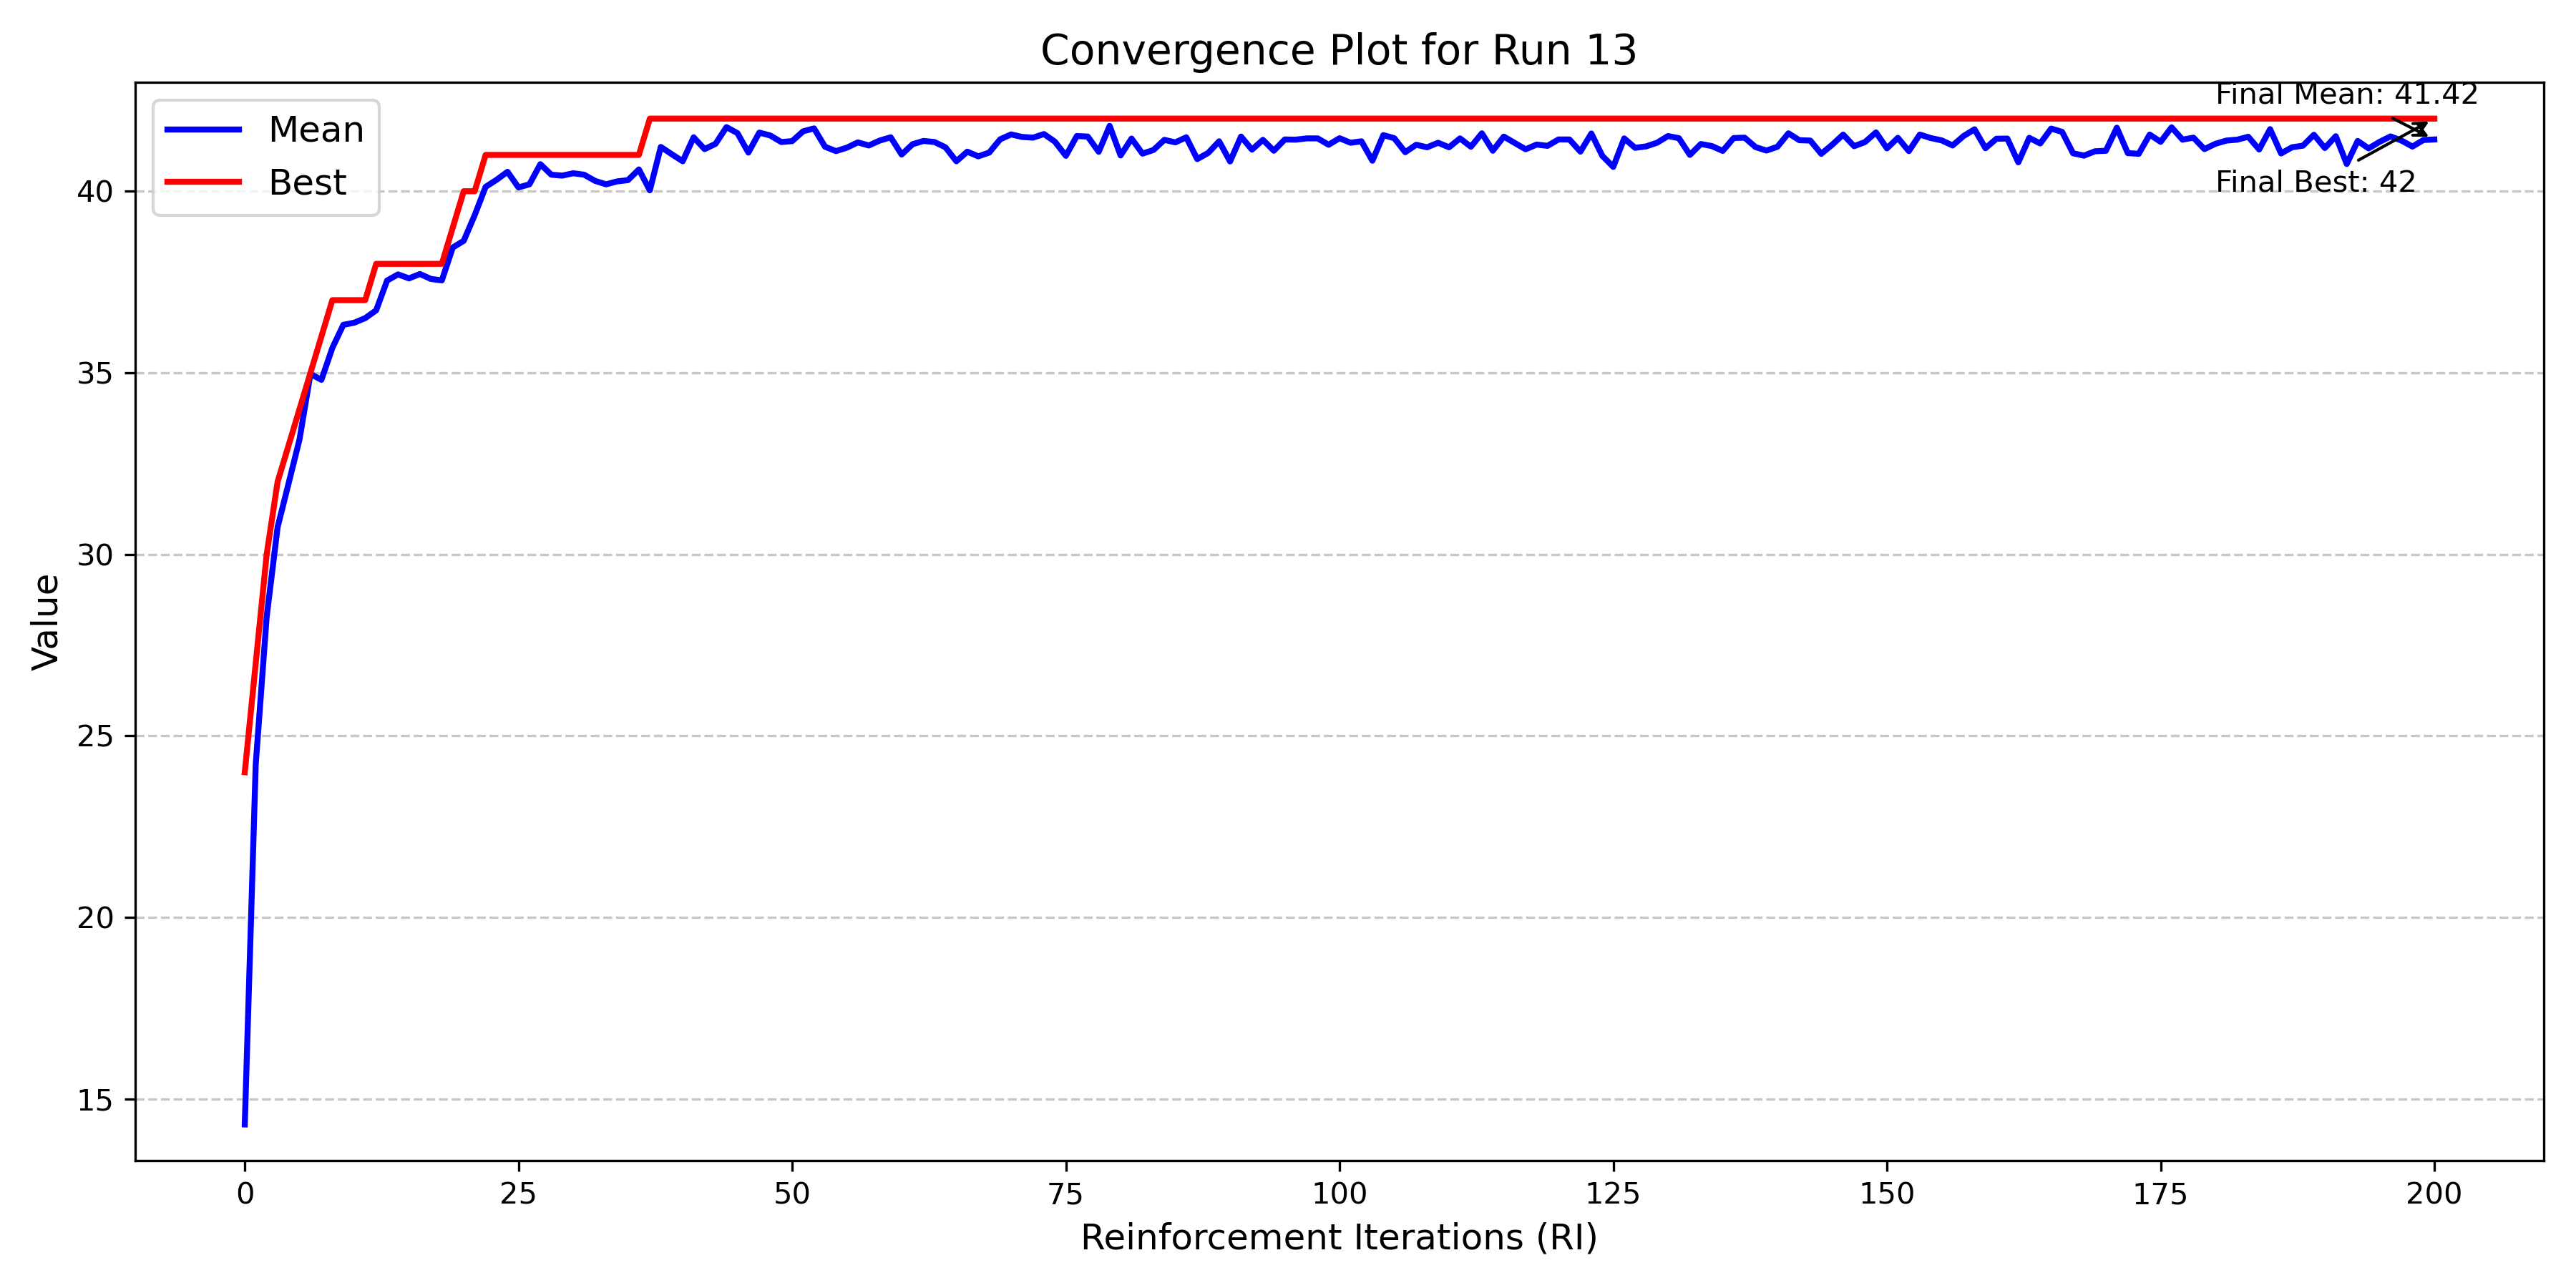 Convergence Plot for Run 13
Mean
Best
Final Mean: 41.42
Final Best: 42
Value
40
35
30
25
20
15
0 25 50 75 100 125 150 175 200
Reinforcement Iterations (RI)